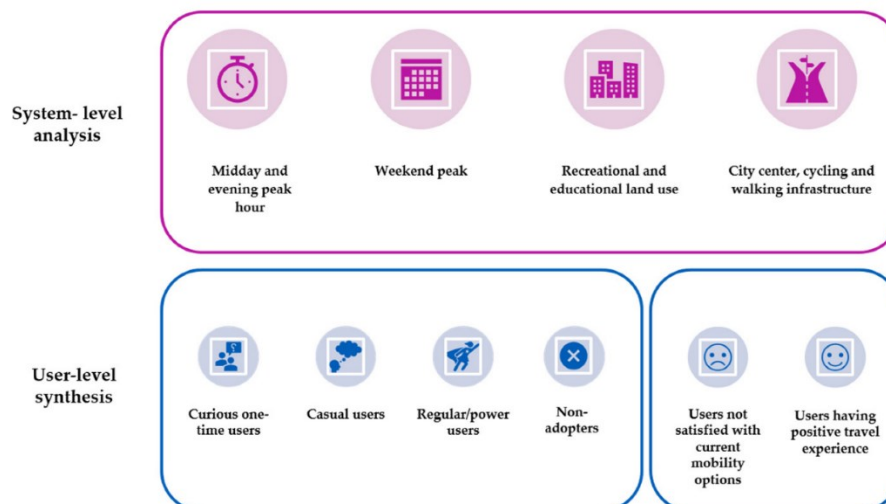 System- level
analysis
Midday and
evening peak
hour
Weekend peak
Recreational and
educational land use
City center, cycling and
walking infrastructure
User-level
synthesis
Curious one-
time users
Casual users
Regular/power
users
Non-
adopters
Users not
satisfied with
current
mobility
options
Users having
positive travel
experience